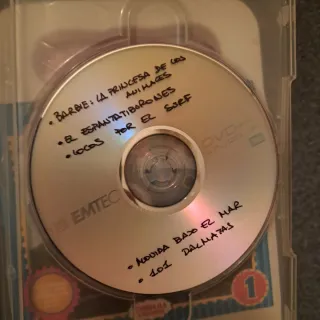 • BARBIE: LA PRINCESA DE LOS
ANIMALES
• EL ESPANTATIBURONES
• LOCOS POR EL SURF
EMTEC
• MOVIDA BAJO EL MAR
• 101 DALMATAS
1